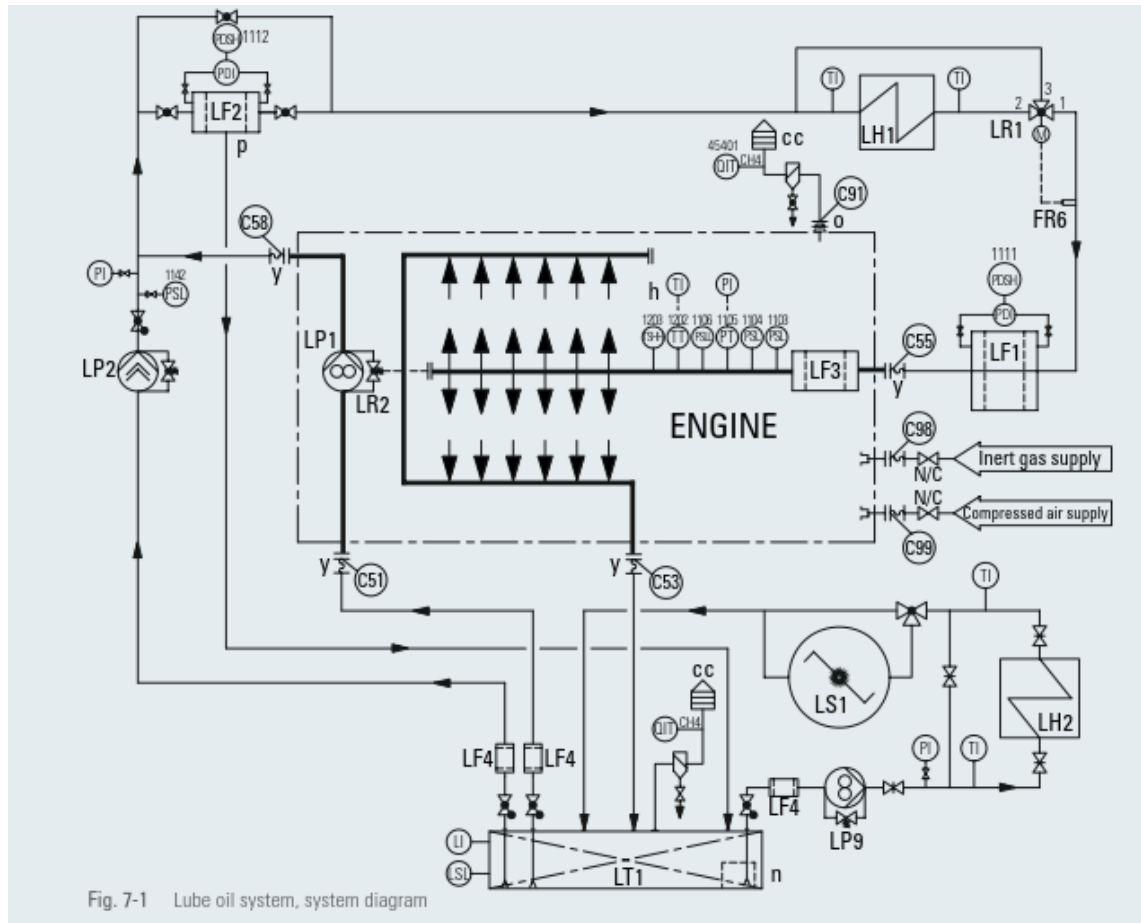 PDSH 1112
PDI
LF2
p
TI
TI
3
2
1
LH1
LR1
M
cc
45401
QIT
CH4
C91
o
FR6
C58
y
PI
1142
PSL
LP2
LP1
LR2
h
TI
PI
1203
1202
1106
1105
1104
1103
TSHH
TT
PSLL
PT
PSL
PSL
LF3
ENGINE
C55
y
1111
PDSH
PDI
LF1
C98
N/C
Inert gas supply
N/C
Compressed air supply
C99
y
C51
y
C53
TI
LS1
LH2
cc
QIT
CH4
LF4
LF4
PI
TI
LF4
LP9
LI
LSL
LT1
n
Fig. 7-1 Lube oil system, system diagram